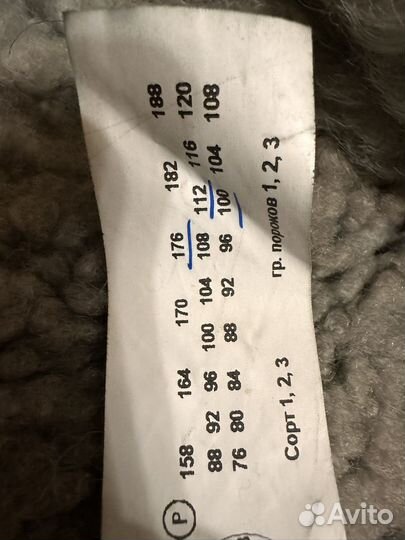 Р 158 164 170 176 182 188
88 92 96 100 104 108 112 116 120
76 80 84 88 92 96 100 104 108
Сорт 1, 2, 3 гр. пороков 1, 2, 3
Avito